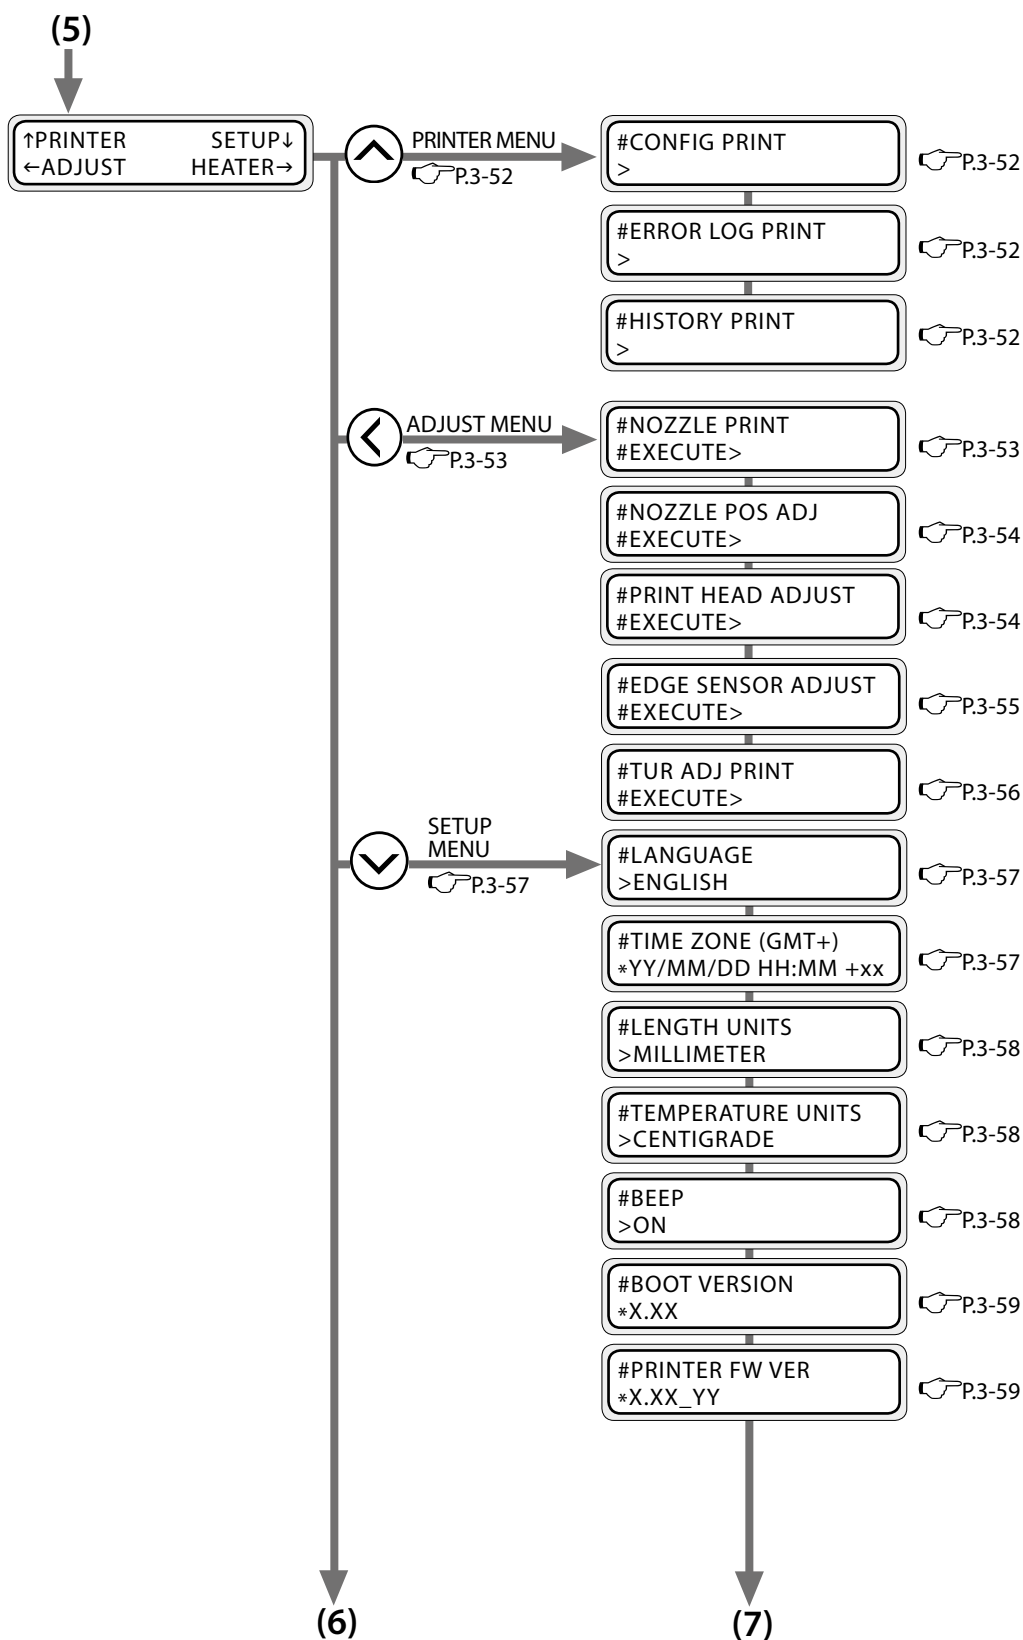 (5)
↑PRINTER SETUP↓
←ADJUST HEATER→
PRINTER MENU
P.3-52
#CONFIG PRINT
>
P.3-52
#ERROR LOG PRINT
>
P.3-52
#HISTORY PRINT
>
P.3-52
ADJUST MENU
P.3-53
#NOZZLE PRINT
#EXECUTE>
P.3-53
#NOZZLE POS ADJ
#EXECUTE>
P.3-54
#PRINT HEAD ADJUST
#EXECUTE>
P.3-54
#EDGE SENSOR ADJUST
#EXECUTE>
P.3-55
#TUR ADJ PRINT
#EXECUTE>
P.3-56
SETUP
MENU
P.3-57
#LANGUAGE
>ENGLISH
P.3-57
#TIME ZONE (GMT+)
*YY/MM/DD HH:MM +xx
P.3-57
#LENGTH UNITS
>MILLIMETER
P.3-58
#TEMPERATURE UNITS
>CENTIGRADE
P.3-58
#BEEP
>ON
P.3-58
#BOOT VERSION
*X.XX
P.3-59
#PRINTER FW VER
*X.XX_YY
P.3-59
(6)
(7)